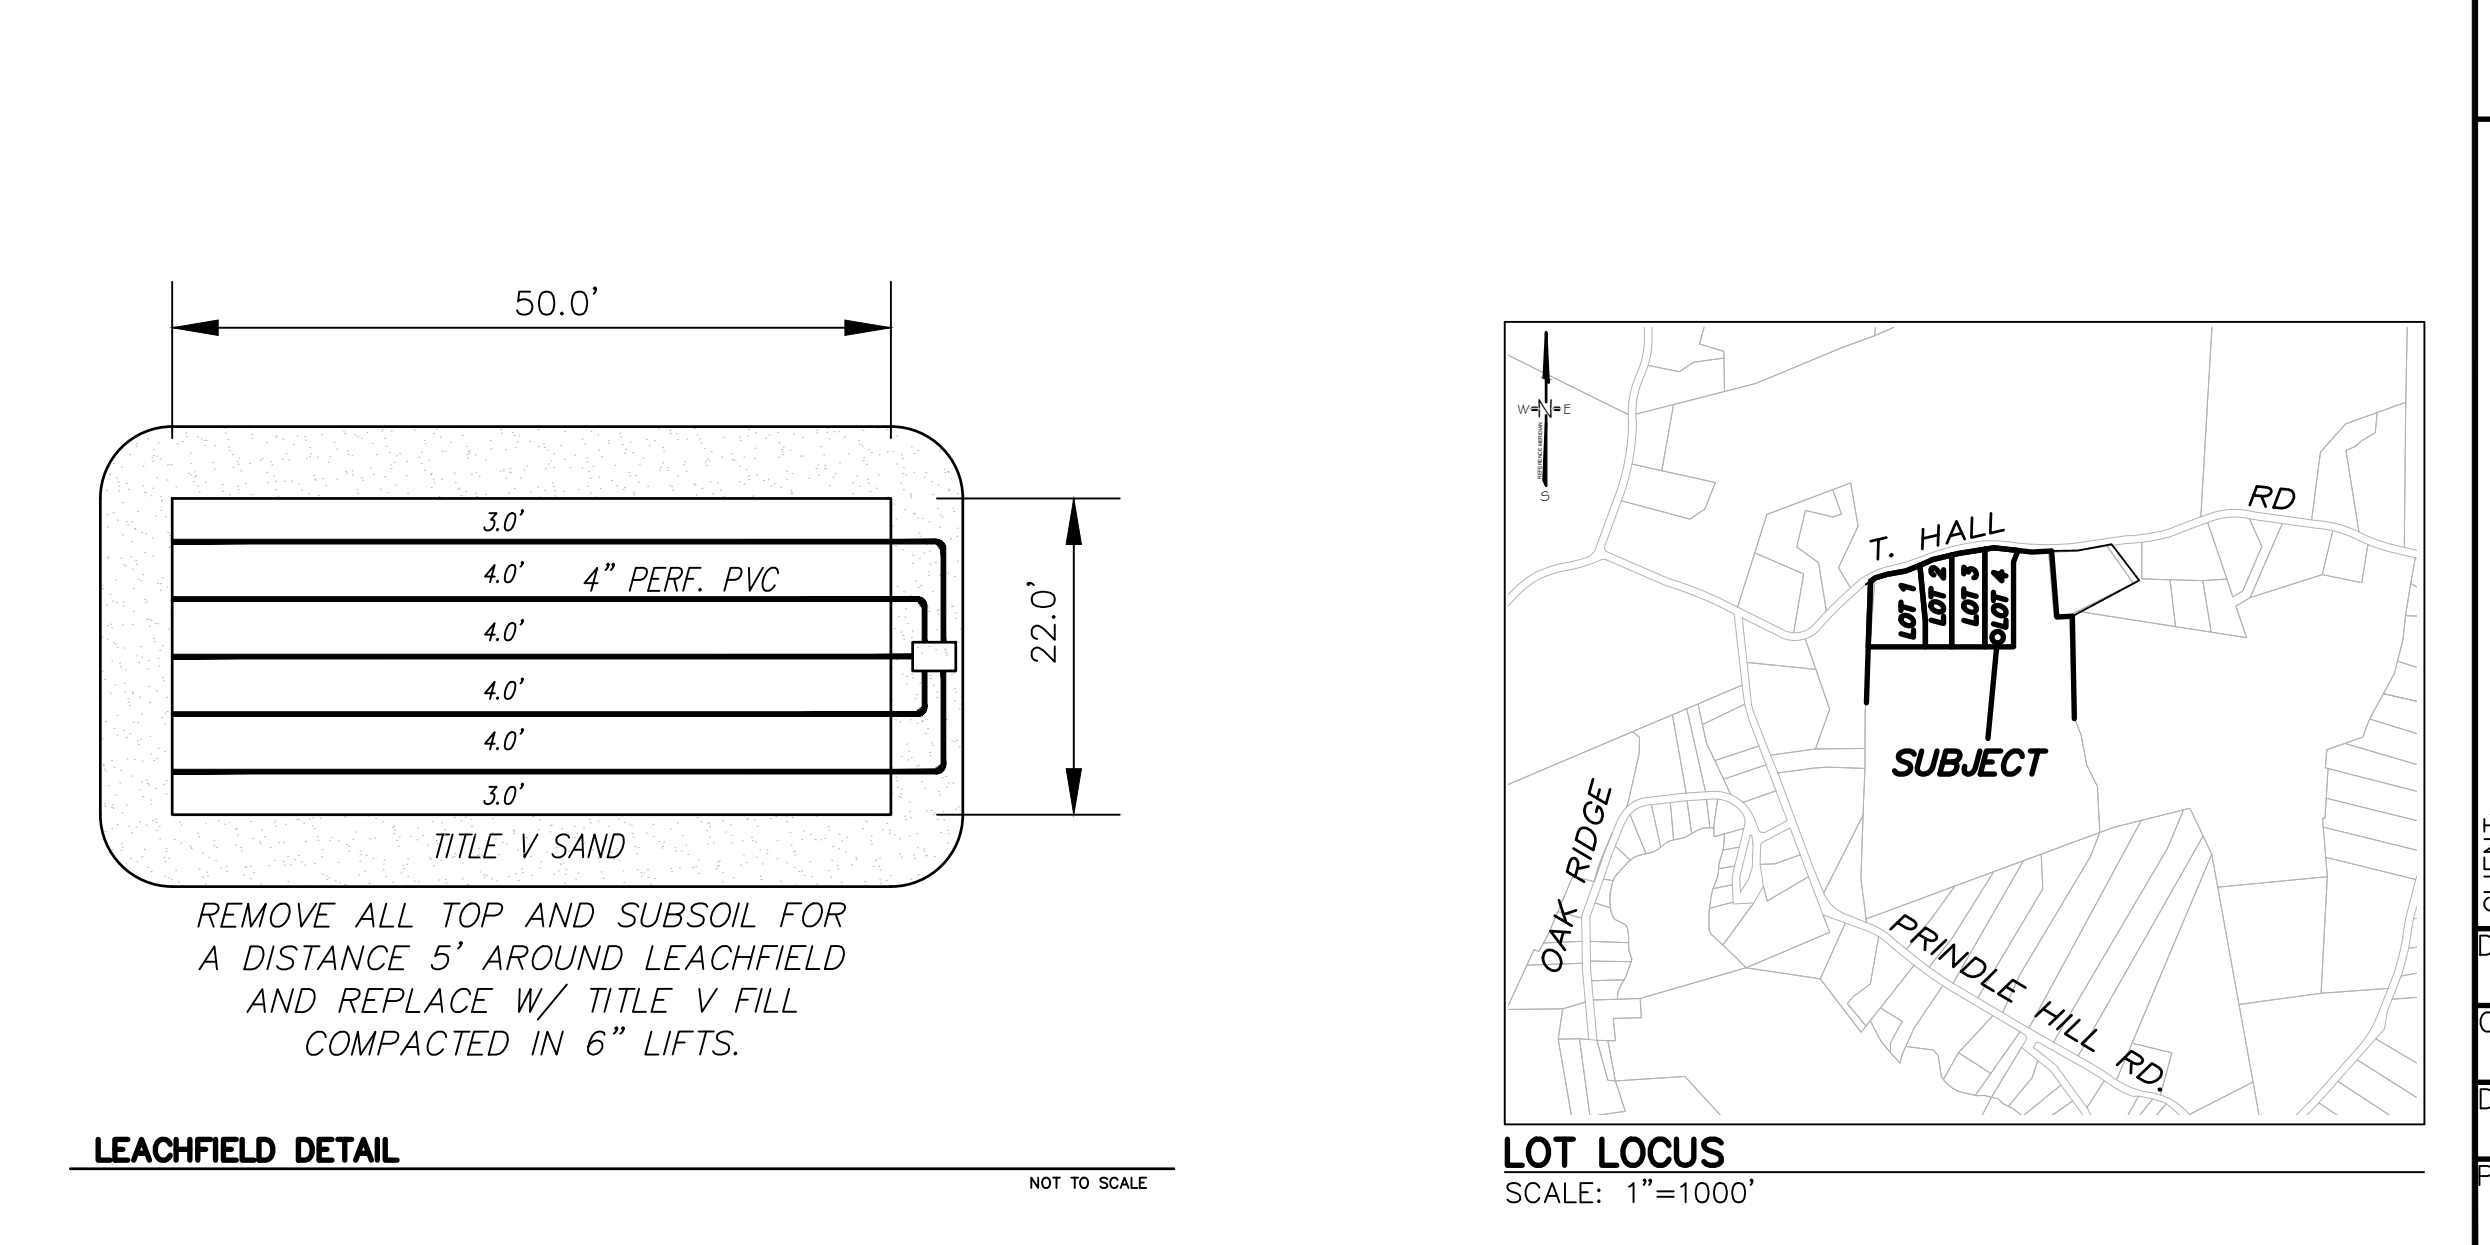 50.0'
3.0'
4.0'
4" PERF. PVC
4.0'
4.0'
4.0'
3.0'
22.0'
TITLE V SAND
REMOVE ALL TOP AND SUBSOIL FOR
A DISTANCE 5' AROUND LEACHFIELD
AND REPLACE W/ TITLE V FILL
COMPACTED IN 6" LIFTS.
LEACHFIELD DETAIL
NOT TO SCALE
W N E
REFERENCE MERIDIAN
S
T. HALL RD
LOT 1
LOT 2
LOT 3
LOT 4
SUBJECT
OAK RIDGE
PRINDLE HILL RD.
LOT LOCUS
SCALE: 1"=1000'